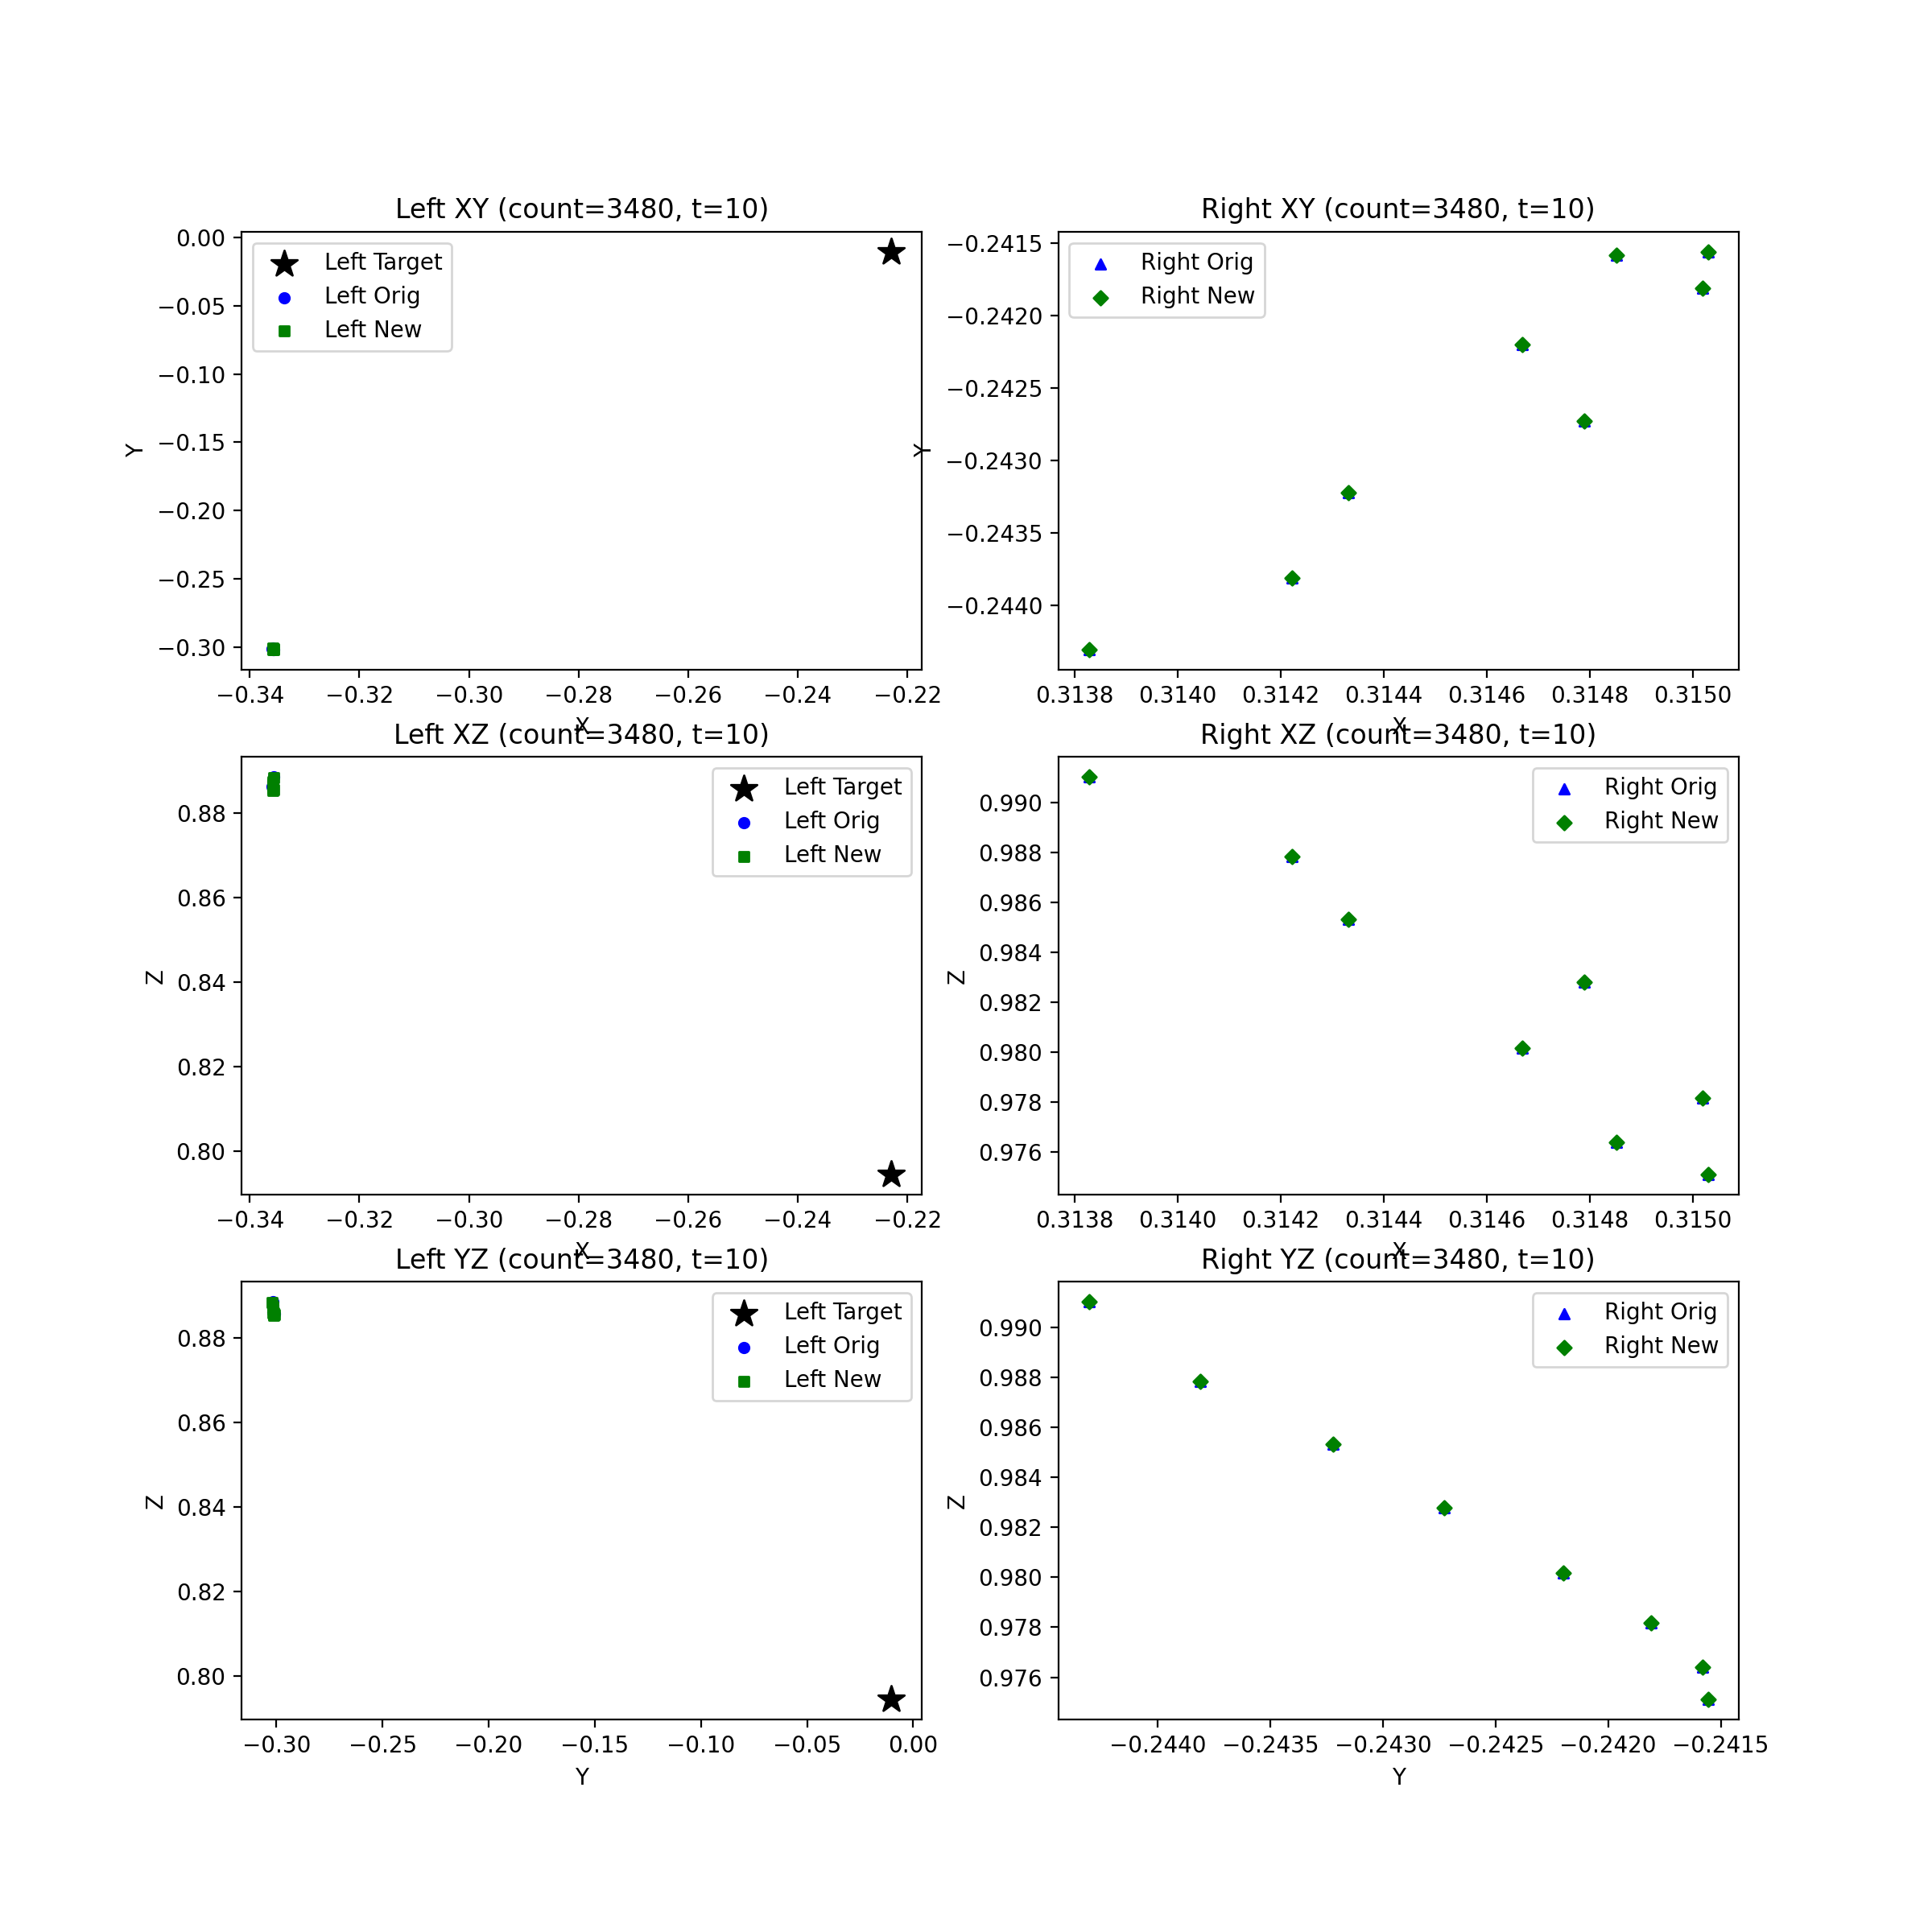 Left XY (count=3480, t=10)
Right XY (count=3480, t=10)
Left Target
Left Orig
Left New
Right Orig
Right New
0.00
−0.05
−0.10
−0.15
−0.20
−0.25
−0.30
Y
−0.34 −0.32 −0.30 −0.28 −0.26 −0.24 −0.22
X
−0.2415
−0.2420
−0.2425
−0.2430
−0.2435
−0.2440
Y
0.3138 0.3140 0.3142 0.3144 0.3146 0.3148 0.3150
X
Left XZ (count=3480, t=10)
Right XZ (count=3480, t=10)
Left Target
Left Orig
Left New
Right Orig
Right New
0.88
0.86
0.84
0.82
0.80
Z
−0.34 −0.32 −0.30 −0.28 −0.26 −0.24 −0.22
X
0.990
0.988
0.986
0.984
0.982
0.980
0.978
0.976
Z
0.3138 0.3140 0.3142 0.3144 0.3146 0.3148 0.3150
X
Left YZ (count=3480, t=10)
Right YZ (count=3480, t=10)
Left Target
Left Orig
Left New
Right Orig
Right New
0.88
0.86
0.84
0.82
0.80
Z
−0.30 −0.25 −0.20 −0.15 −0.10 −0.05 0.00
Y
0.990
0.988
0.986
0.984
0.982
0.980
0.978
0.976
Z
−0.2440 −0.2435 −0.2430 −0.2425 −0.2420 −0.2415
Y